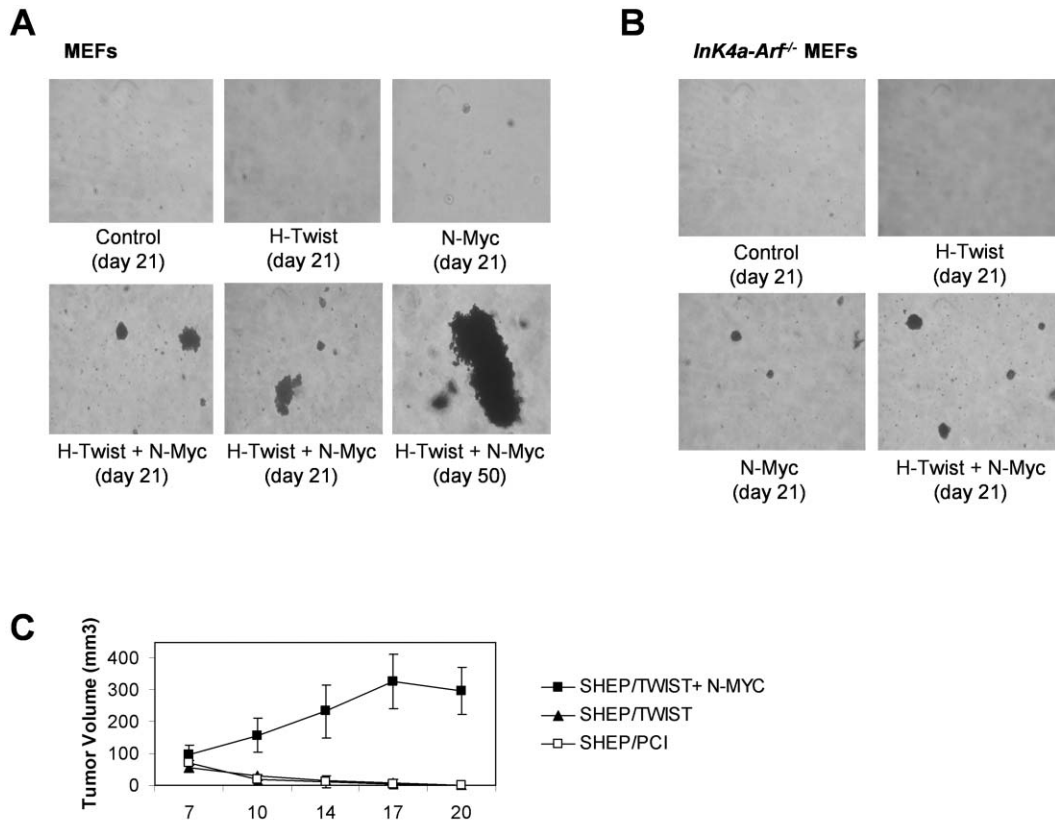 A
MEFs
Control
(day 21)
H-Twist
(day 21)
N-Myc
(day 21)
H-Twist + N-Myc
(day 21)
H-Twist + N-Myc
(day 21)
H-Twist + N-Myc
(day 50)
B
InK4a-Arf-/- MEFs
Control
(day 21)
H-Twist
(day 21)
N-Myc
(day 21)
H-Twist + N-Myc
(day 21)
C
Tumor Volume (mm3)
400
300
200
100
0
7 10 14 17 20
SHEP/TWIST+ N-MYC
SHEP/TWIST
SHEP/PCI